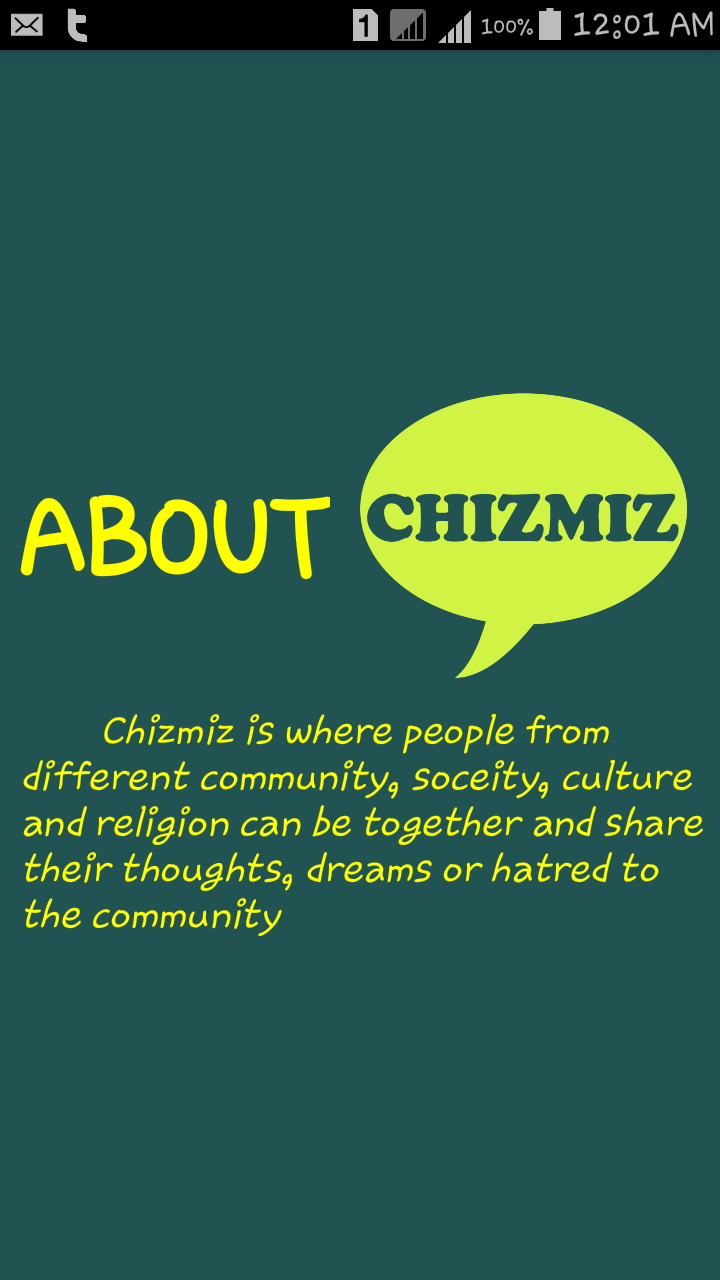 1 100% 12:01 AM
ABOUT CHIZMIZ
Chizmiz is where people from
different community, soceity, culture
and religion can be together and share
their thoughts, dreams or hatred to
the community